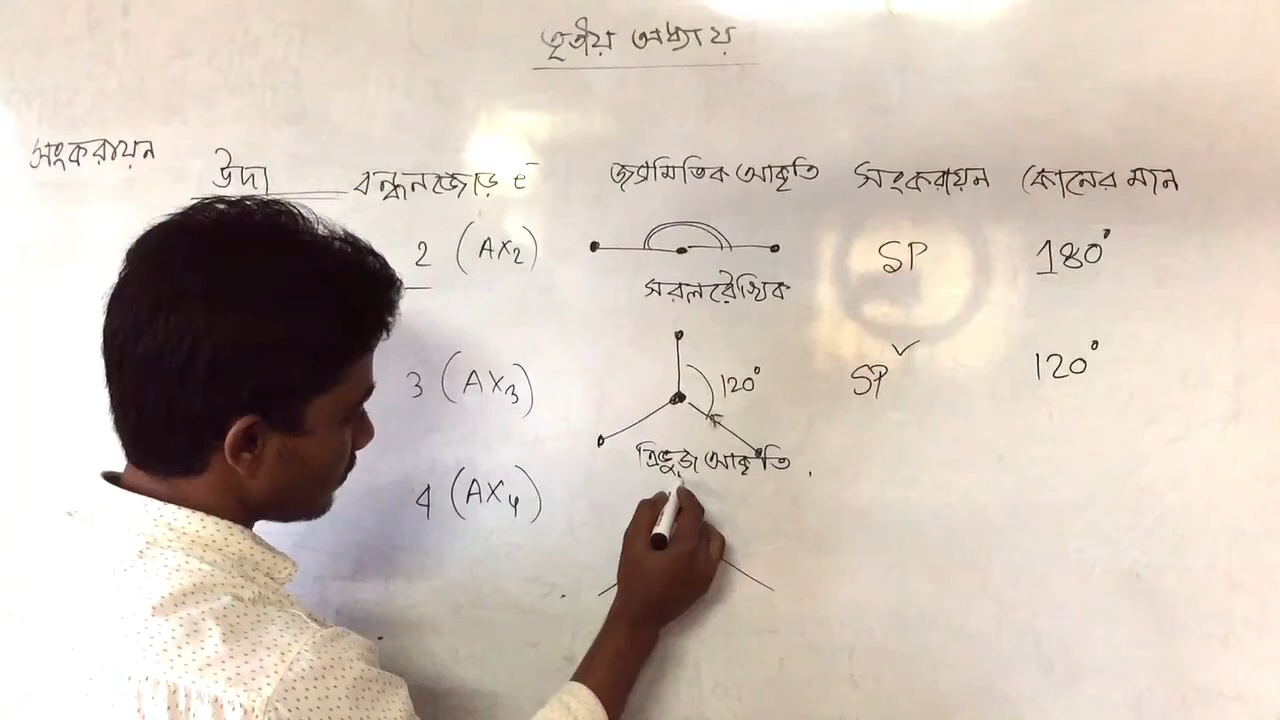 তৃতীয় অধ্যায়
সংকরায়ন
উদা বন্ধনজোড় e⁻ জ্যামিতিক আকৃতি সংকরায়ন কোনের মান
2 (AX₂) SP 180°
সরলরৈখিক
3 (AX₃) 120° SP 120°
ত্রিভুজ আকৃতি
4 (AX₄)